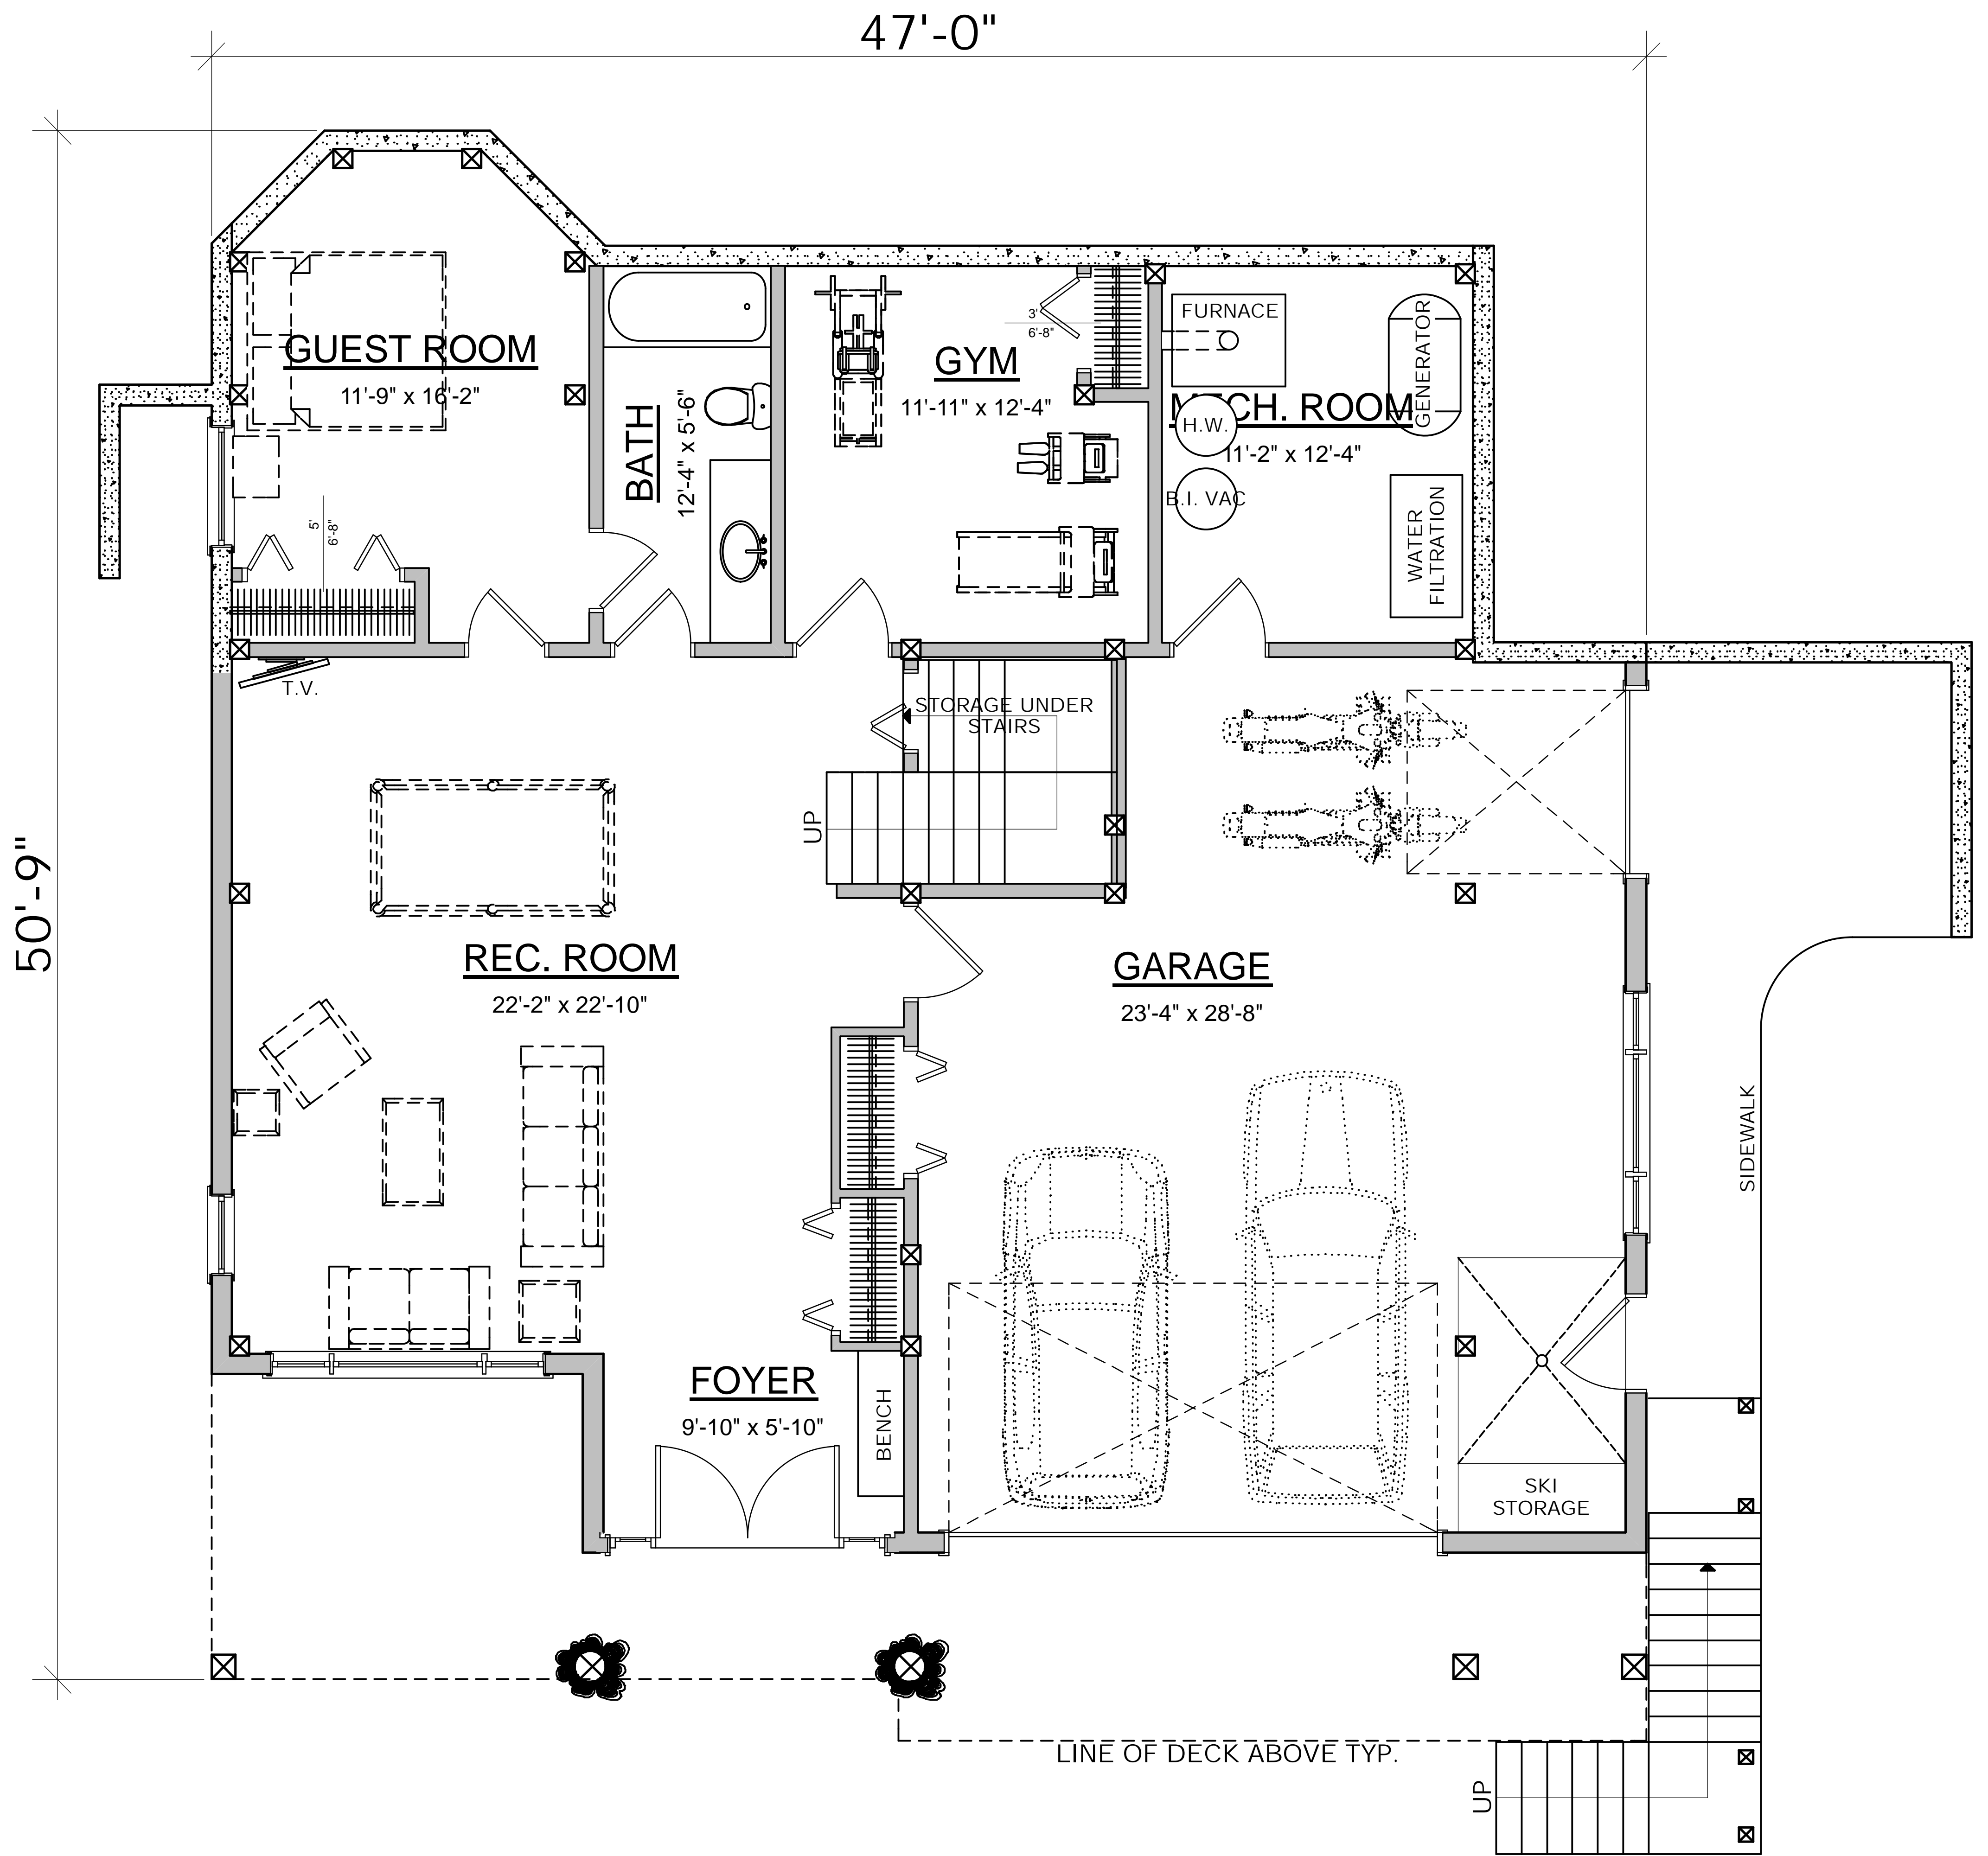 47'-0"
50'-9"
GUEST ROOM
11'-9" x 16'-2"
5'
6'-8"
BATH
12'-4" x 5'-6"
GYM
11'-11" x 12'-4"
3'
6'-8"
FURNACE
GENERATOR
MECH. ROOM
11'-2" x 12'-4"
H.W.
B.I. VAC
WATER
FILTRATION
T.V.
STORAGE UNDER
STAIRS
UP
REC. ROOM
22'-2" x 22'-10"
GARAGE
23'-4" x 28'-8"
SIDEWALK
FOYER
9'-10" x 5'-10"
BENCH
SKI
STORAGE
LINE OF DECK ABOVE TYP.
UP